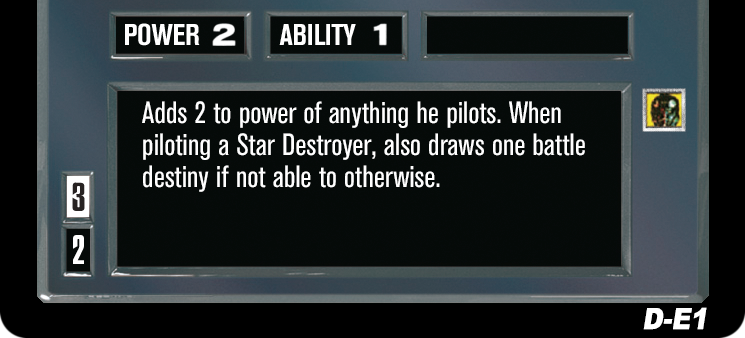 POWER 2 ABILITY 1
Adds 2 to power of anything he pilots. When
piloting a Star Destroyer, also draws one battle
destiny if not able to otherwise.
3
2
D-E1